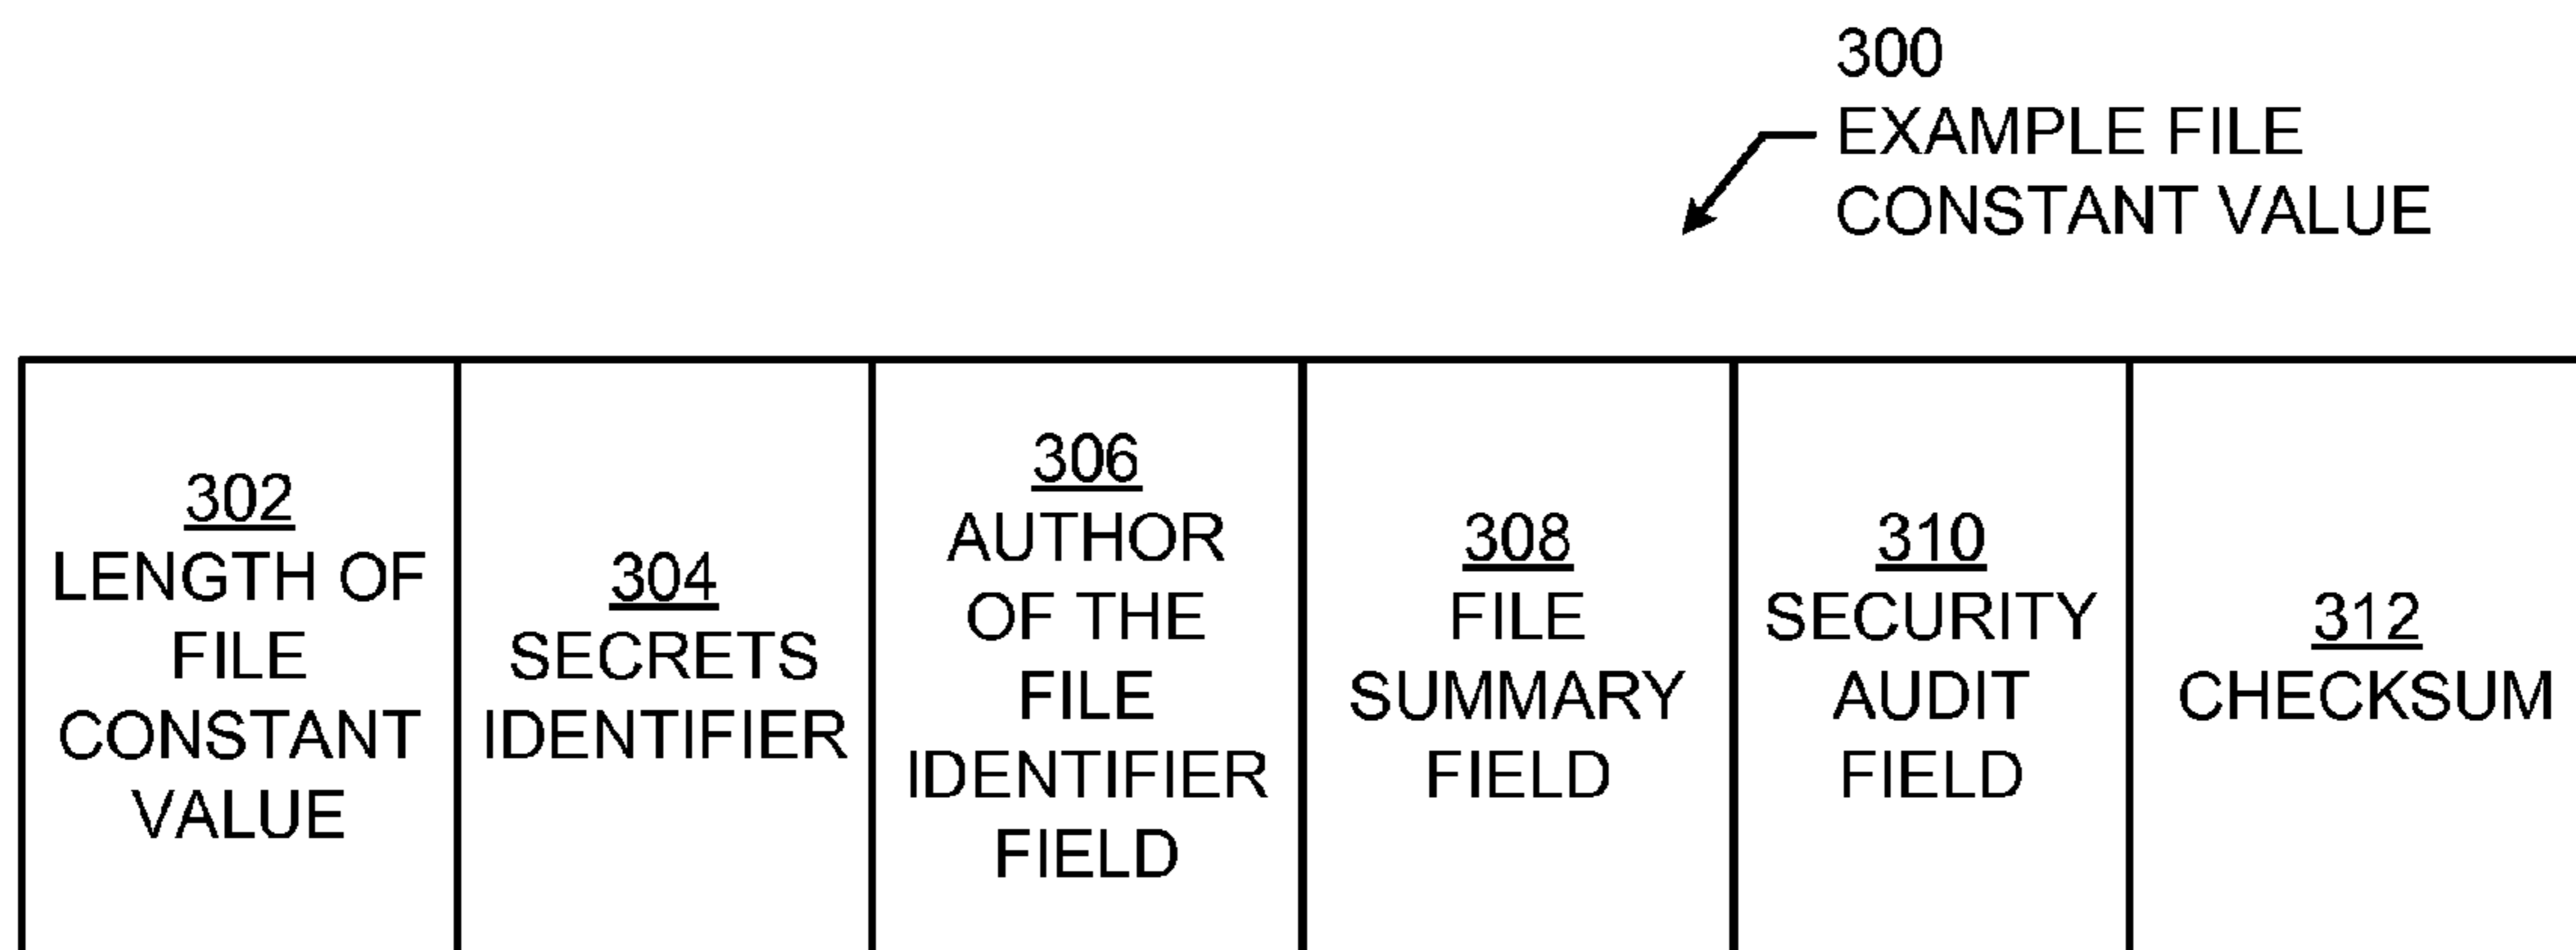 300
EXAMPLE FILE
CONSTANT VALUE
302
LENGTH OF
FILE
CONSTANT
VALUE
304
SECRETS
IDENTIFIER
306
AUTHOR
OF THE
FILE
IDENTIFIER
FIELD
308
FILE
SUMMARY
FIELD
310
SECURITY
AUDIT
FIELD
312
CHECKSUM